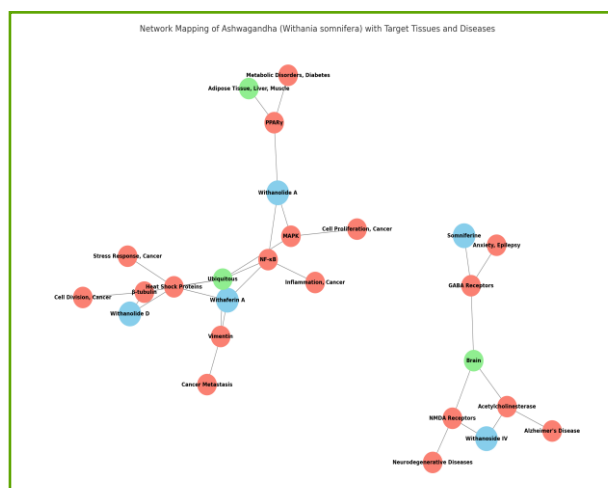 Network Mapping of Ashwagandha (Withania somnifera) with Target Tissues and Diseases
Metabolic Disorders, Diabetes
Adipose Tissue, Liver, Muscle
PPARγ
Withanolide A
Cell Proliferation, Cancer
MAPK
Somniferine
Anxiety, Epilepsy
Stress Response, Cancer
NF-κB
Ubiquitous
Inflammation, Cancer
GABA Receptors
Heat Shock Proteins
β-tubulin
Cell Division, Cancer
Withaferin A
Withanolide D
Vimentin
Brain
Cancer Metastasis
Acetylcholinesterase
NMDA Receptors
Alzheimer's Disease
Withanoside IV
Neurodegenerative Diseases